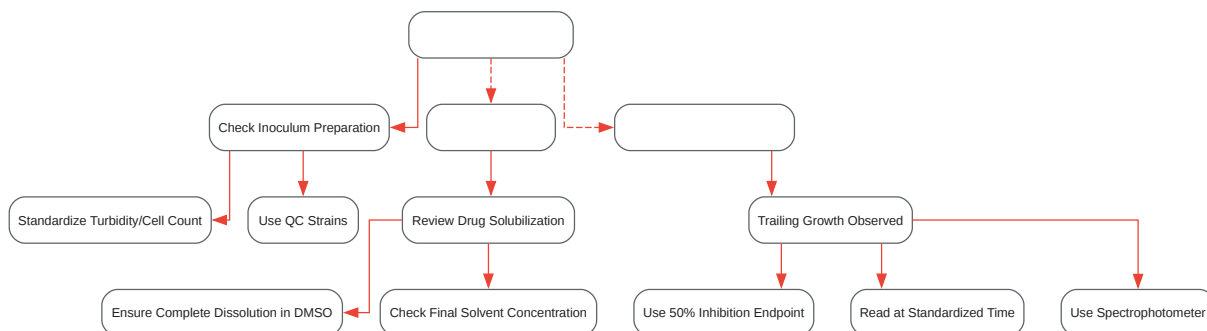 Check Inoculum Preparation
Standardize Turbidity/Cell Count
Use QC Strains
Review Drug Solubilization
Trailing Growth Observed
Ensure Complete Dissolution in DMSO
Check Final Solvent Concentration
Use 50% Inhibition Endpoint
Read at Standardized Time
Use Spectrophotometer